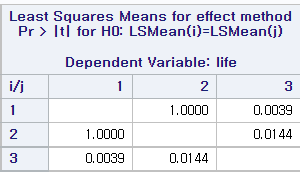 Least Squares Means for effect method
Pr > |t| for H0: LSMean(i)=LSMean(j)
Dependent Variable: life
i/j 1 2 3
1 1.0000 0.0039
2 1.0000 0.0144
3 0.0039 0.0144